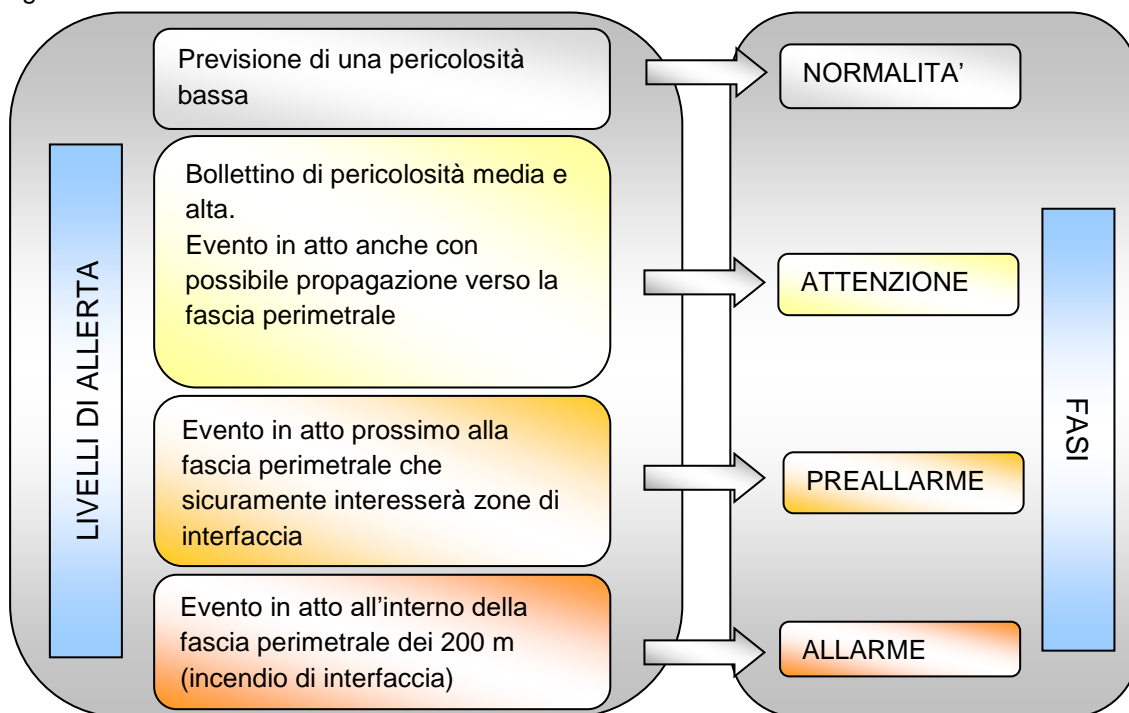 Previsione di una pericolosità
bassa
NORMALITA’
LIVELLI DI ALLERTA
Bollettino di pericolosità media e
alta.
Evento in atto anche con
possibile propagazione verso la
fascia perimetrale
ATTENZIONE
FASI
Evento in atto prossimo alla
fascia perimetrale che
sicuramente interesserà zone di
interfaccia
PREALLARME
Evento in atto all’interno della
fascia perimetrale dei 200 m
(incendio di interfaccia)
ALLARME